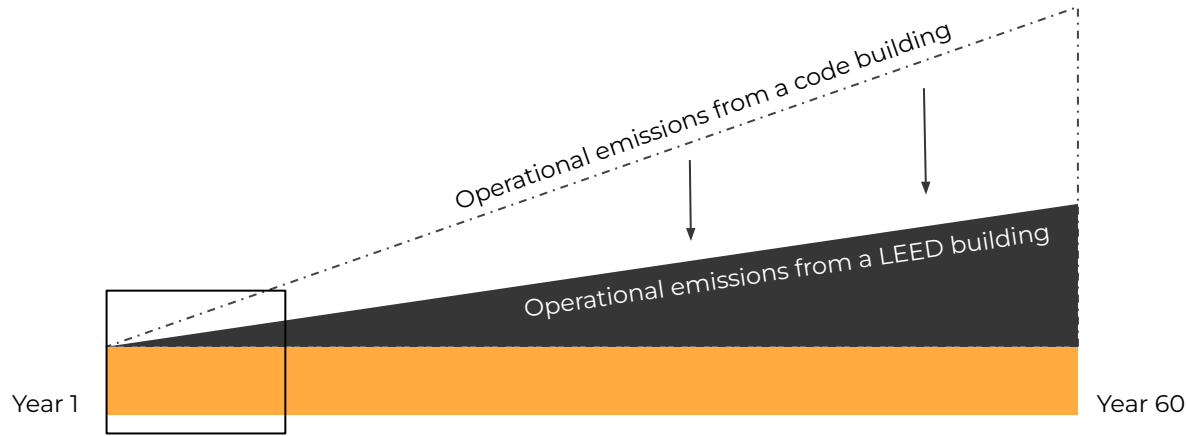 Operational emissions from a code building
Operational emissions from a LEED building
Year 1
Year 60